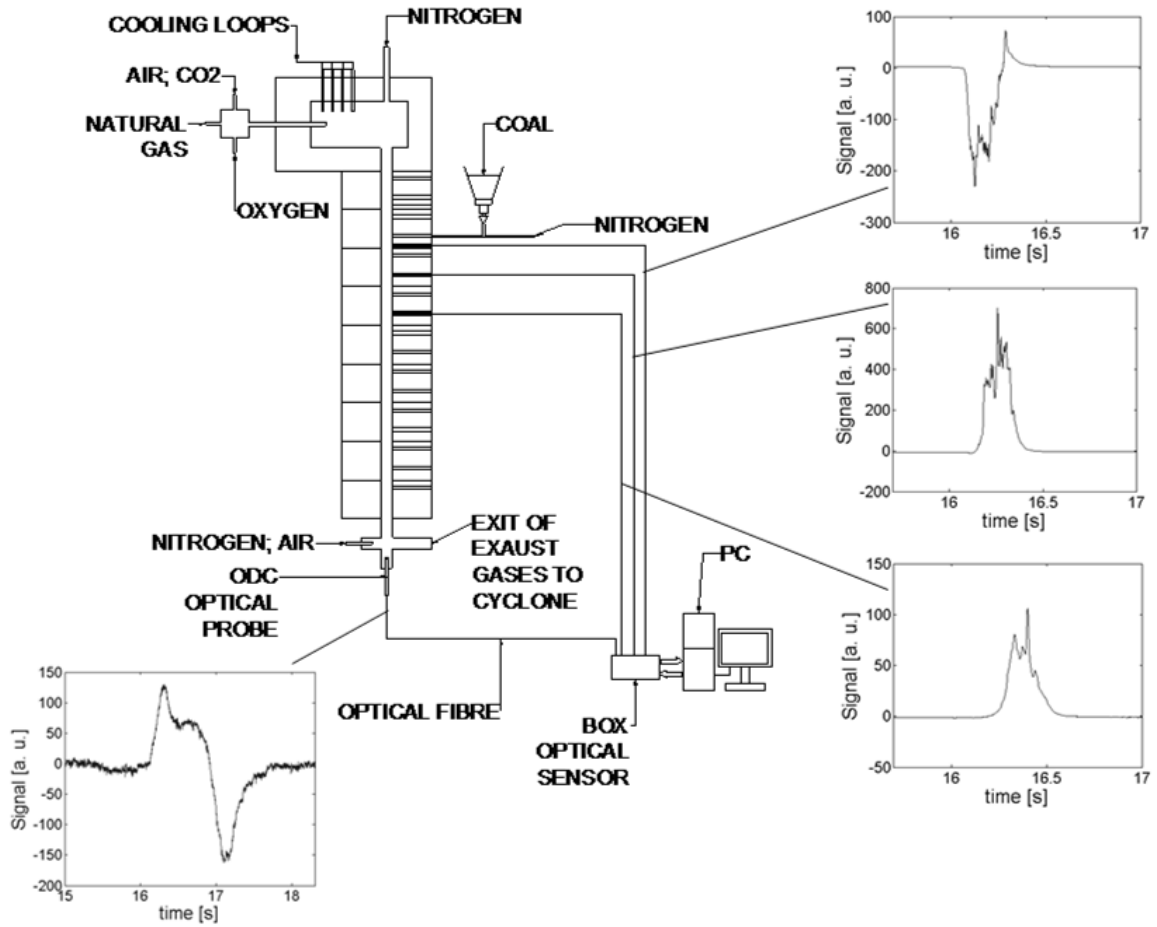 COOLING LOOPS
NITROGEN
AIR; CO2
NATURAL
GAS
OXYGEN
COAL
NITROGEN
NITROGEN; AIR
ODC
OPTICAL
PROBE
EXIT OF
EXAUST
GASES TO
CYCLONE
PC
OPTICAL FIBRE
BOX
OPTICAL
SENSOR
100
0
-100
-200
-300
Signal [a. u.]
16
16.5
17
time [s]
800
600
400
200
0
-200
Signal [a. u.]
16
16.5
17
time [s]
150
100
50
0
-50
Signal [a. u.]
16
16.5
17
time [s]
150
100
50
0
-50
-100
-150
-200
Signal [a. u.]
15
16
17
18
time [s]